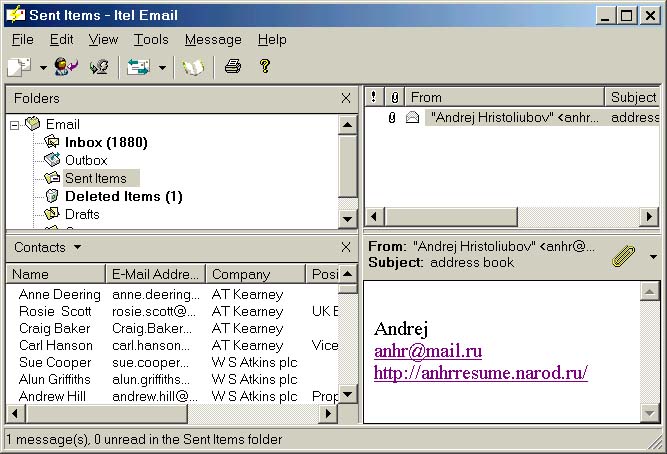 Sent Items - Itel Email
File Edit View Tools Message Help
Folders X
Email
Inbox (1880)
Outbox
Sent Items
Deleted Items (1)
Drafts
! From Subject
"Andrej Hristoliubov" <anhr... address
Contacts X
Name E-Mail Addre... Company Posi
Anne Deering anne.deering... AT Kearney
Rosie Scott rosie.scott@... AT Kearney UK E
Craig Baker Craig.Baker... AT Kearney
Carl Hanson carl.hanson... AT Kearney Vice
Sue Cooper sue.cooper... W S Atkins plc
Alun Griffiths alun.griffiths... W S Atkins plc
Andrew Hill andrew.hill@... W S Atkins plc Prop
From: "Andrej Hristoliubov" <anhr@...
Subject: address book
Andrej
anhr@mail.ru
http://anhrresume.narod.ru/
1 message(s), 0 unread in the Sent Items folder